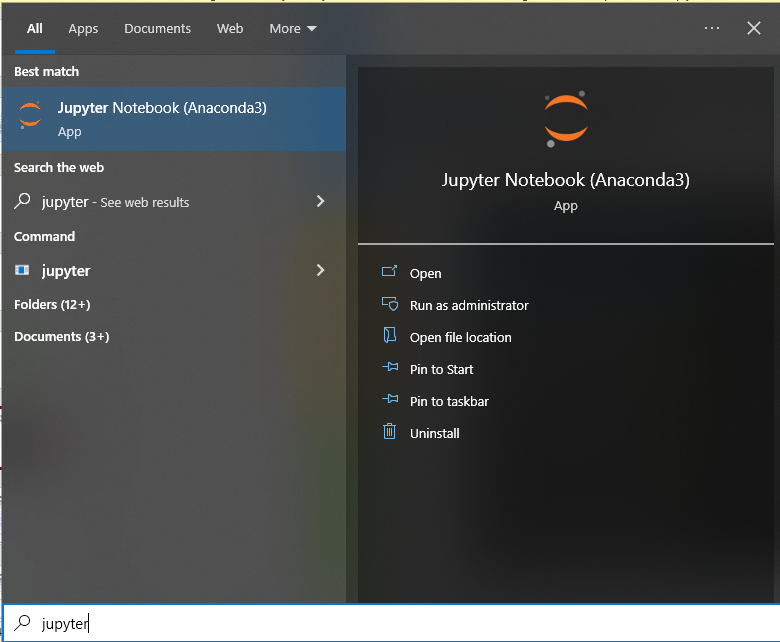 All Apps Documents Web More
Best match
Jupyter Notebook (Anaconda3)
App
Search the web
jupyter - See web results
Command
jupyter
Folders (12+)
Documents (3+)
Jupyter Notebook (Anaconda3)
App
Open
Run as administrator
Open file location
Pin to Start
Pin to taskbar
Uninstall
jupyter